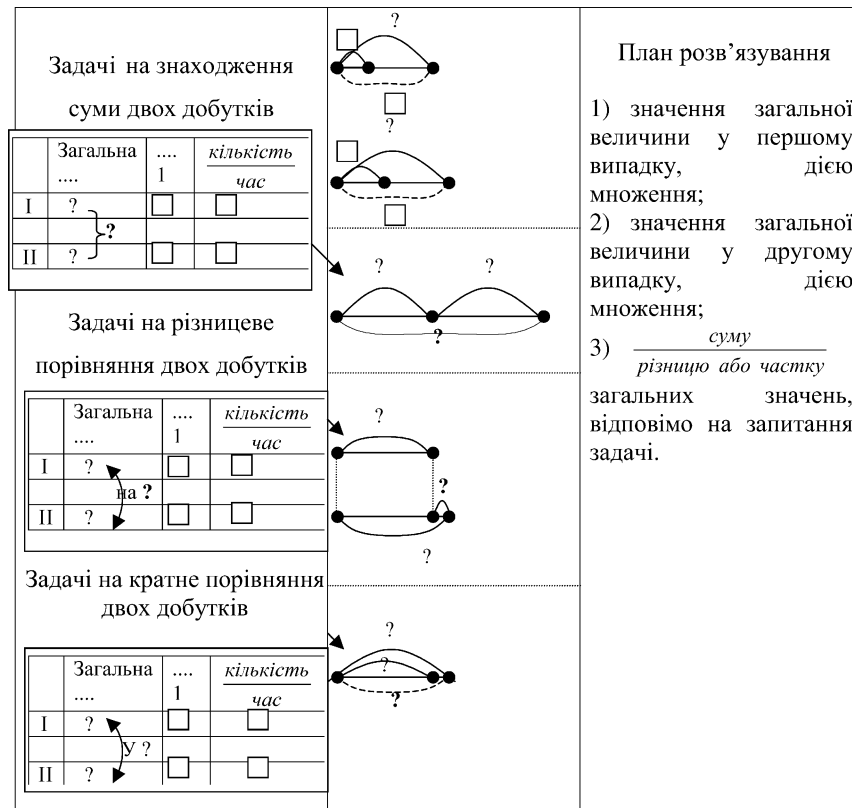 Задачі на знаходження
суми двох добутків
Загальна
....
....
1
кількість
час
I ?
?
II ?
Задачі на різницеве
порівняння двох добутків
Загальна
....
....
1
кількість
час
I ?
на ?
II ?
Задачі на кратне порівняння
двох добутків
Загальна
....
....
1
кількість
час
I ?
У ?
II ?
?
?
? ?
?
?
?
?
?
?
?
План розв’язування
1) значення загальної
величини у першому
випадку, дією
множення;
2) значення загальної
величини у другому
випадку, дією
множення;
3) суму
різницю або частку
загальних значень,
відповімо на запитання
задачі.